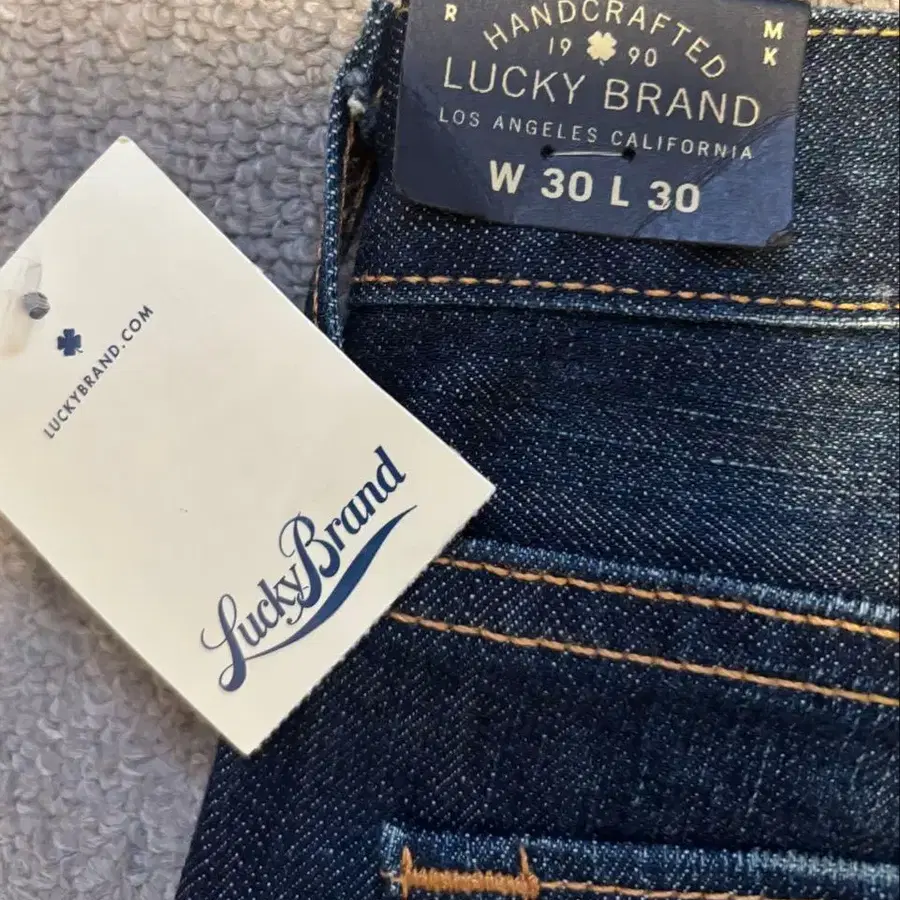 R
MK
HANDCRAFTED
19 90
LUCKY BRAND
LOS ANGELES CALIFORNIA
W 30 L 30
LUCKYBRAND.COM
Lucky Brand